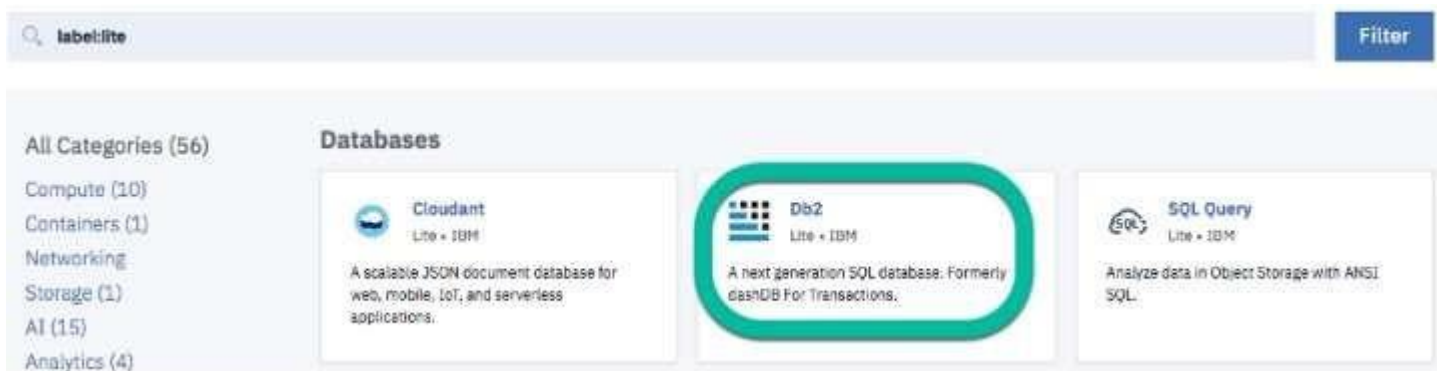 label:lite
Filter
All Categories (56)
Compute (10)
Containers (1)
Networking
Storage (1)
AI (15)
Analytics (4)
Databases
Cloudant
Lite • IBM
A scalable JSON document database for
web, mobile, IoT, and serverless
applications.
Db2
Lite • IBM
A next generation SQL database. Formerly
dashDB For Transactions.
SQL
SQL Query
Lite • IBM
Analyze data in Object Storage with ANSI
SQL.